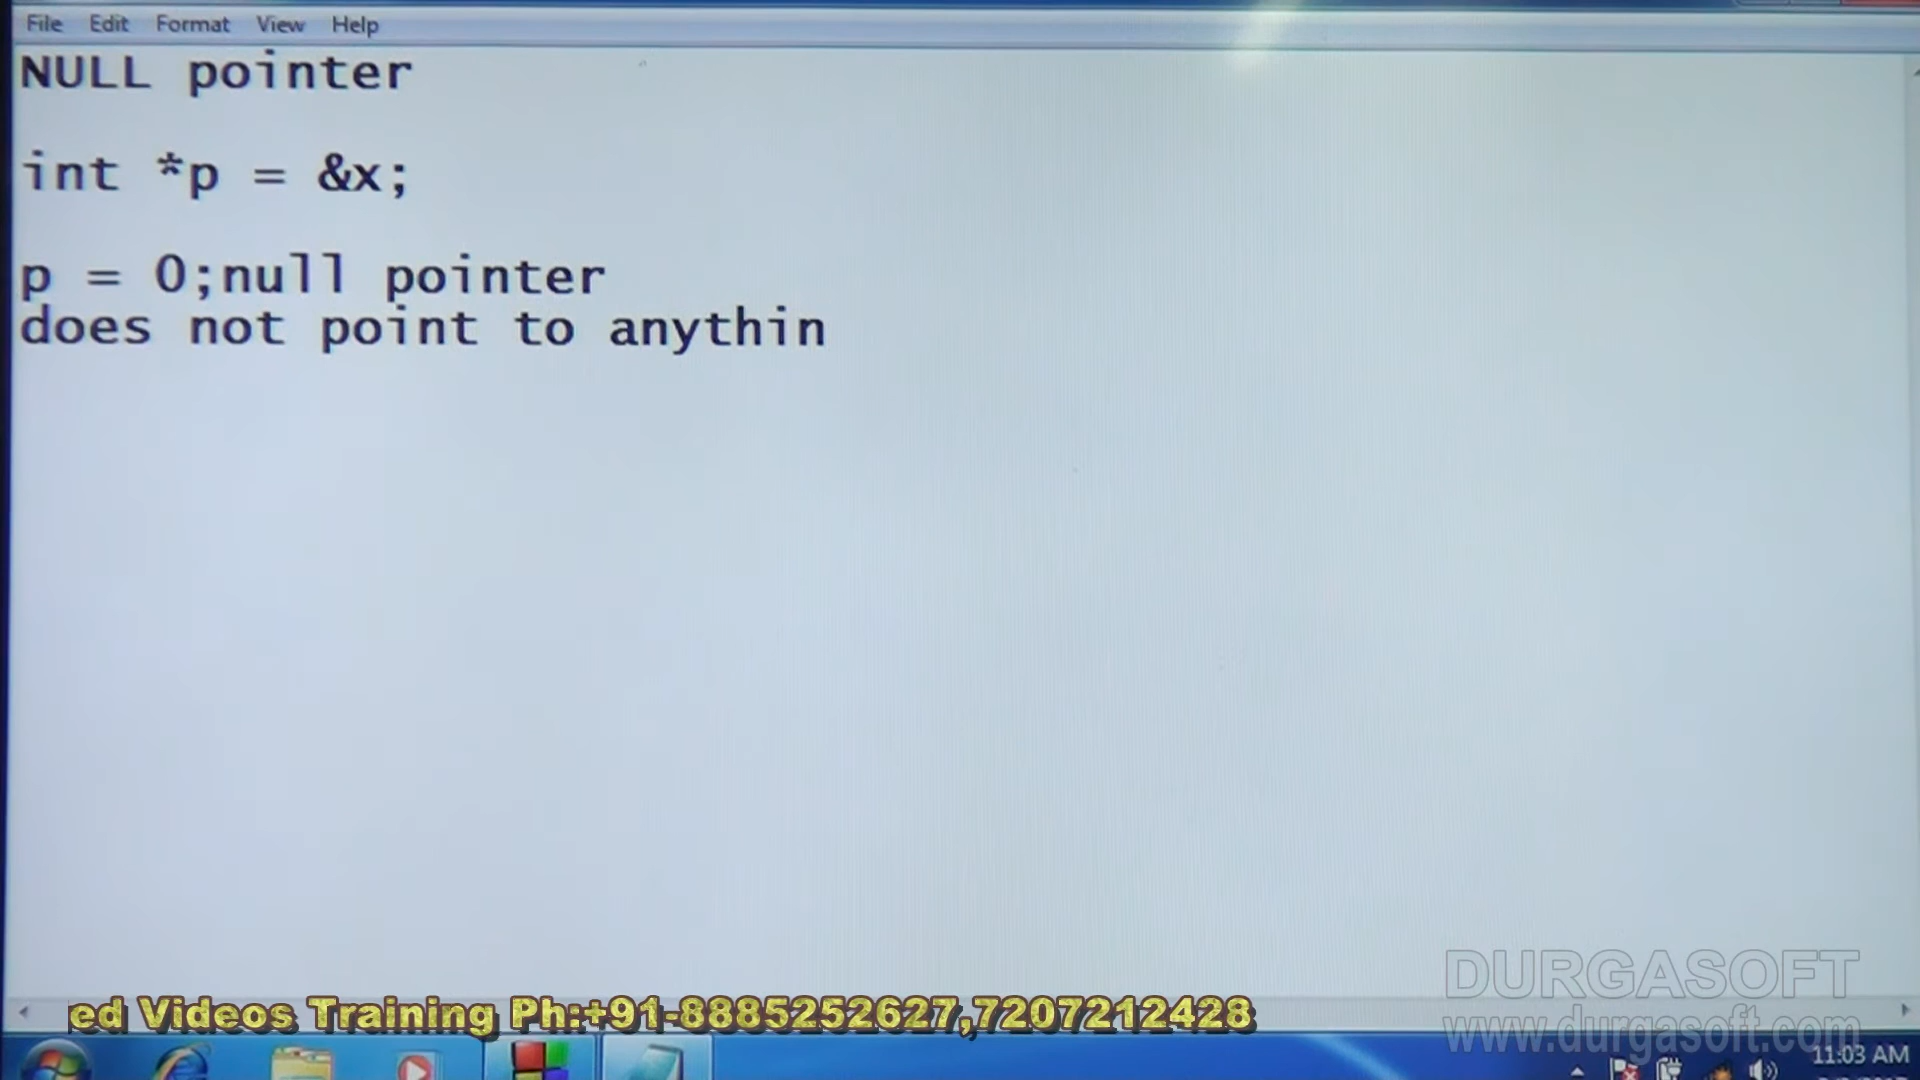 File Edit Format View Help
NULL pointer
int *p = &x;
p = 0;null pointer
does not point to anythin
ed Videos Training Ph:+91-8885252627,7207212428
DURGASOFT
www.durgasoft.com
11:03 AM